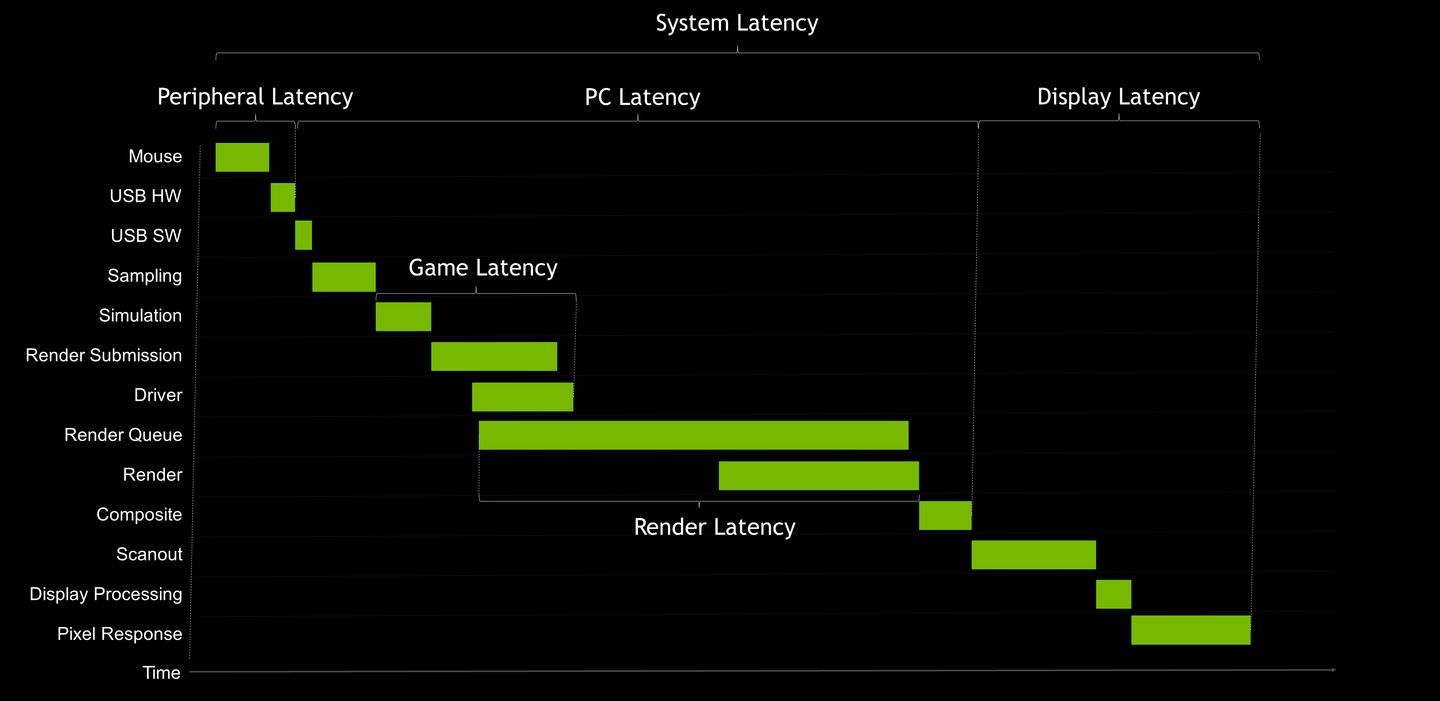 System Latency
Peripheral Latency
PC Latency
Display Latency
Mouse
USB HW
USB SW
Sampling
Game Latency
Simulation
Render Submission
Driver
Render Queue
Render
Composite
Render Latency
Scanout
Display Processing
Pixel Response
Time